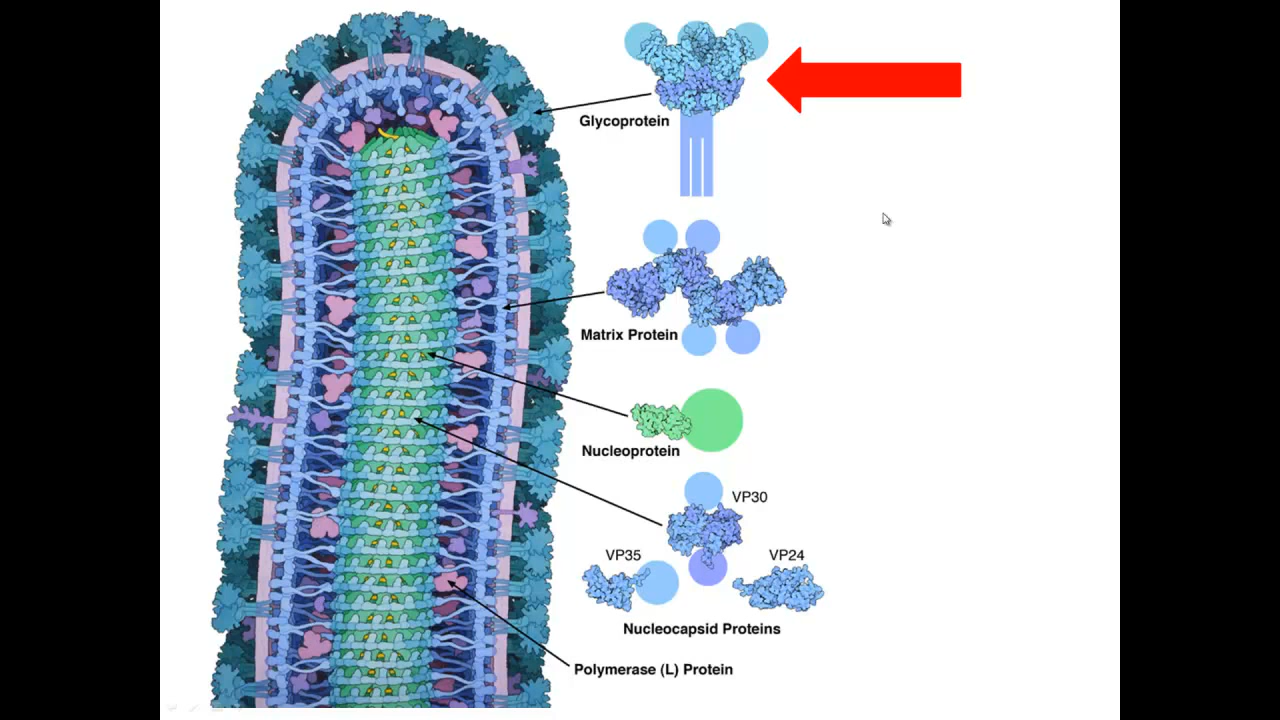 Glycoprotein
Matrix Protein
Nucleoprotein
VP30
VP35
VP24
Nucleocapsid Proteins
Polymerase (L) Protein